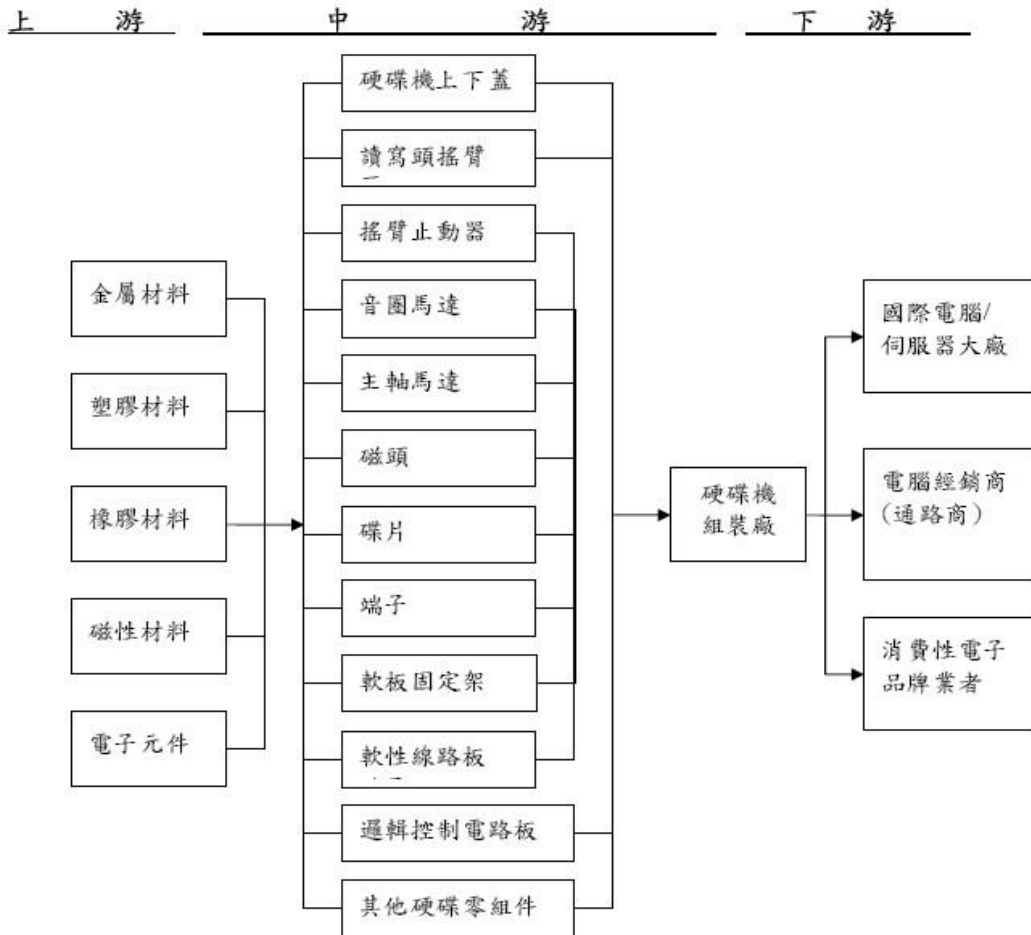 上游
中游
下游
硬碟機上下蓋
讀寫頭搖臂
搖臂止動器
音圈馬達
主軸馬達
磁頭
碟片
端子
軟板固定架
軟性線路板
邏輯控制電路板
其他硬碟零組件
金屬材料
塑膠材料
橡膠材料
磁性材料
電子元件
硬碟機
組裝廠
國際電腦/
伺服器大廠
電腦經銷商
(通路商)
消費性電子
品牌業者